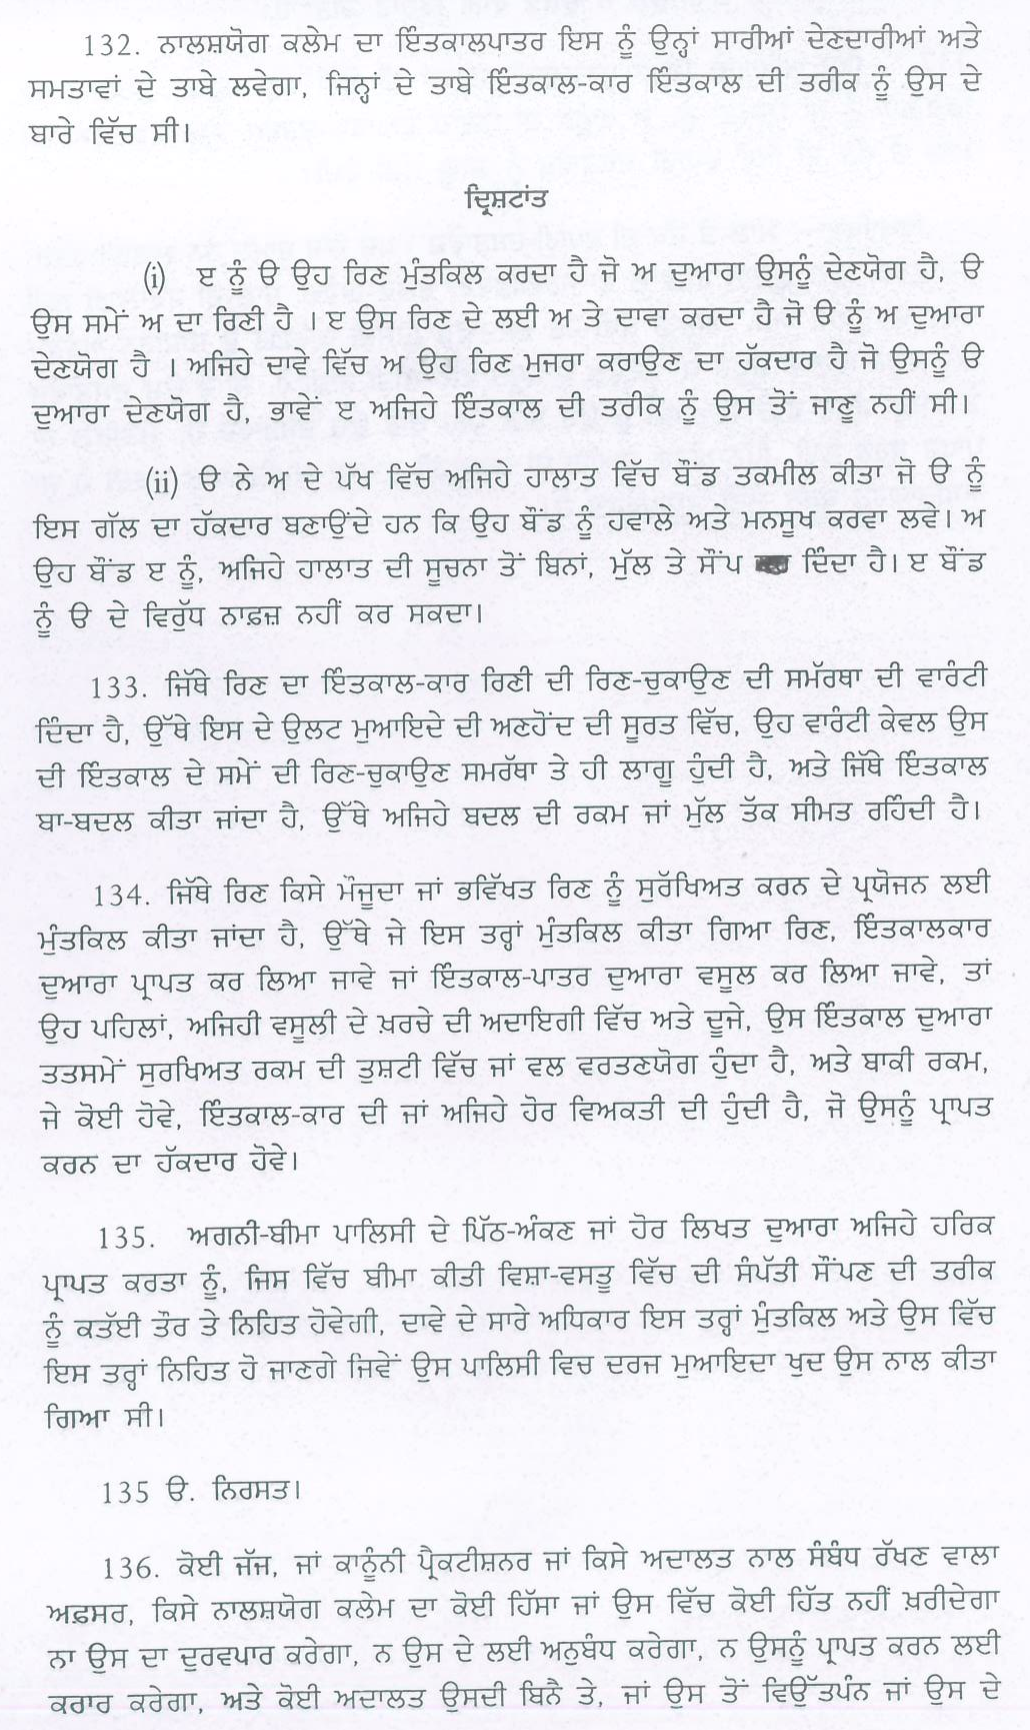 132. ਨਾਲਸ਼ਯੋਗ ਕਲੇਮ ਦਾ ਇੰਤਕਾਲਪਾਤਰ ਇਸ ਨੂੰ ਉਨ੍ਹਾਂ ਸਾਰੀਆਂ ਦੇਣਦਾਰੀਆਂ ਅਤੇ
ਸਮਤਾਵਾਂ ਦੇ ਤਾਬੇ ਲਵੇਗਾ, ਜਿਨ੍ਹਾਂ ਦੇ ਤਾਬੇ ਇੰਤਕਾਲ-ਕਾਰ ਇੰਤਕਾਲ ਦੀ ਤਰੀਕ ਨੂੰ ਉਸ ਦੇ
ਬਾਰੇ ਵਿੱਚ ਸੀ।
ਦ੍ਰਿਸ਼ਟਾਂਤ
(i) ੲ ਨੂੰ ੳ ਉਹ ਰਿਣ ਮੁੰਤਕਿਲ ਕਰਦਾ ਹੈ ਜੋ ਅ ਦੁਆਰਾ ਉਸਨੂੰ ਦੇਣਯੋਗ ਹੈ, ੳ
ਉਸ ਸਮੇਂ ਅ ਦਾ ਰਿਣੀ ਹੈ । ੲ ਉਸ ਰਿਣ ਦੇ ਲਈ ਅ ਤੇ ਦਾਵਾ ਕਰਦਾ ਹੈ ਜੋ ੳ ਨੂੰ ਅ ਦੁਆਰਾ
ਦੇਣਯੋਗ ਹੈ । ਅਜਿਹੇ ਦਾਵੇ ਵਿੱਚ ਅ ਉਹ ਰਿਣ ਮੁਜਰਾ ਕਰਾਉਣ ਦਾ ਹੱਕਦਾਰ ਹੈ ਜੋ ਉਸਨੂੰ ੳ
ਦੁਆਰਾ ਦੇਣਯੋਗ ਹੈ, ਭਾਵੇਂ ੲ ਅਜਿਹੇ ਇੰਤਕਾਲ ਦੀ ਤਰੀਕ ਨੂੰ ਉਸ ਤੋਂ ਜਾਣੂ ਨਹੀਂ ਸੀ।
(ii) ੳ ਨੇ ਅ ਦੇ ਪੱਖ ਵਿੱਚ ਅਜਿਹੇ ਹਾਲਾਤ ਵਿੱਚ ਬੌਂਡ ਤਕਮੀਲ ਕੀਤਾ ਜੋ ੳ ਨੂੰ
ਇਸ ਗੱਲ ਦਾ ਹੱਕਦਾਰ ਬਣਾਉਂਦੇ ਹਨ ਕਿ ਉਹ ਬੌਂਡ ਨੂੰ ਹਵਾਲੇ ਅਤੇ ਮਨਸੂਖ ਕਰਵਾ ਲਵੇ। ਅ
ਉਹ ਬੌਂਡ ੲ ਨੂੰ, ਅਜਿਹੇ ਹਾਲਾਤ ਦੀ ਸੂਚਨਾ ਤੋਂ ਬਿਨਾਂ, ਮੁੱਲ ਤੇ ਸੌਂਪ ਦਿੰਦਾ ਹੈ। ੲ ਬੌਂਡ
ਨੂੰ ੳ ਦੇ ਵਿਰੁੱਧ ਨਾਫ਼ਜ਼ ਨਹੀਂ ਕਰ ਸਕਦਾ।
133. ਜਿੱਥੇ ਰਿਣ ਦਾ ਇੰਤਕਾਲ-ਕਾਰ ਰਿਣੀ ਦੀ ਰਿਣ-ਚੁਕਾਉਣ ਦੀ ਸਮੱਰਥਾ ਦੀ ਵਾਰੰਟੀ
ਦਿੰਦਾ ਹੈ, ਉੱਥੇ ਇਸ ਦੇ ਉਲਟ ਮੁਆਇਦੇ ਦੀ ਅਣਹੋਂਦ ਦੀ ਸੂਰਤ ਵਿੱਚ, ਉਹ ਵਾਰੰਟੀ ਕੇਵਲ ਉਸ
ਦੀ ਇੰਤਕਾਲ ਦੇ ਸਮੇਂ ਦੀ ਰਿਣ-ਚੁਕਾਉਣ ਸਮਰੱਥਾ ਤੇ ਹੀ ਲਾਗੂ ਹੁੰਦੀ ਹੈ, ਅਤੇ ਜਿੱਥੇ ਇੰਤਕਾਲ
ਬਾ-ਬਦਲ ਕੀਤਾ ਜਾਂਦਾ ਹੈ, ਉੱਥੇ ਅਜਿਹੇ ਬਦਲ ਦੀ ਰਕਮ ਜਾਂ ਮੁੱਲ ਤੱਕ ਸੀਮਤ ਰਹਿੰਦੀ ਹੈ।
134. ਜਿੱਥੇ ਰਿਣ ਕਿਸੇ ਮੌਜੂਦਾ ਜਾਂ ਭਵਿੱਖਤ ਰਿਣ ਨੂੰ ਸੁਰੱਖਿਅਤ ਕਰਨ ਦੇ ਪ੍ਰਯੋਜਨ ਲਈ
ਮੁੰਤਕਿਲ ਕੀਤਾ ਜਾਂਦਾ ਹੈ, ਉੱਥੇ ਜੇ ਇਸ ਤਰ੍ਹਾਂ ਮੁੰਤਕਿਲ ਕੀਤਾ ਗਿਆ ਰਿਣ, ਇੰਤਕਾਲਕਾਰ
ਦੁਆਰਾ ਪ੍ਰਾਪਤ ਕਰ ਲਿਆ ਜਾਵੇ ਜਾਂ ਇੰਤਕਾਲ-ਪਾਤਰ ਦੁਆਰਾ ਵਸੂਲ ਕਰ ਲਿਆ ਜਾਵੇ, ਤਾਂ
ਉਹ ਪਹਿਲਾਂ, ਅਜਿਹੀ ਵਸੂਲੀ ਦੇ ਖ਼ਰਚੇ ਦੀ ਅਦਾਇਗੀ ਵਿੱਚ ਅਤੇ ਦੂਜੇ, ਉਸ ਇੰਤਕਾਲ ਦੁਆਰਾ
ਤਤਸਮੇਂ ਸੁਰਖਿਅਤ ਰਕਮ ਦੀ ਤੁਸ਼ਟੀ ਵਿੱਚ ਜਾਂ ਵਲ ਵਰਤਣਯੋਗ ਹੁੰਦਾ ਹੈ, ਅਤੇ ਬਾਕੀ ਰਕਮ,
ਜੇ ਕੋਈ ਹੋਵੇ, ਇੰਤਕਾਲ-ਕਾਰ ਦੀ ਜਾਂ ਅਜਿਹੇ ਹੋਰ ਵਿਅਕਤੀ ਦੀ ਹੁੰਦੀ ਹੈ, ਜੋ ਉਸਨੂੰ ਪ੍ਰਾਪਤ
ਕਰਨ ਦਾ ਹੱਕਦਾਰ ਹੋਵੇ।
135. ਅਗਨੀ-ਬੀਮਾ ਪਾਲਿਸੀ ਦੇ ਪਿੱਠ-ਅੰਕਣ ਜਾਂ ਹੋਰ ਲਿਖਤ ਦੁਆਰਾ ਅਜਿਹੇ ਹਰਿਕ
ਪ੍ਰਾਪਤ ਕਰਤਾ ਨੂੰ, ਜਿਸ ਵਿੱਚ ਬੀਮਾ ਕੀਤੀ ਵਿਸ਼ਾ-ਵਸਤੂ ਵਿੱਚ ਦੀ ਸੰਪੱਤੀ ਸੌਂਪਣ ਦੀ ਤਰੀਕ
ਨੂੰ ਕਤੱਈ ਤੌਰ ਤੇ ਨਿਹਿਤ ਹੋਵੇਗੀ, ਦਾਵੇ ਦੇ ਸਾਰੇ ਅਧਿਕਾਰ ਇਸ ਤਰ੍ਹਾਂ ਮੁੰਤਕਿਲ ਅਤੇ ਉਸ ਵਿੱਚ
ਇਸ ਤਰ੍ਹਾਂ ਨਿਹਿਤ ਹੋ ਜਾਣਗੇ ਜਿਵੇਂ ਉਸ ਪਾਲਿਸੀ ਵਿਚ ਦਰਜ ਮੁਆਇਦਾ ਖੁਦ ਉਸ ਨਾਲ ਕੀਤਾ
ਗਿਆ ਸੀ।
135 ੳ. ਨਿਰਸਤ।
136. ਕੋਈ ਜੱਜ, ਜਾਂ ਕਾਨੂੰਨੀ ਪ੍ਰੈਕਟੀਸ਼ਨਰ ਜਾਂ ਕਿਸੇ ਅਦਾਲਤ ਨਾਲ ਸੰਬੰਧ ਰੱਖਣ ਵਾਲਾ
ਅਫ਼ਸਰ, ਕਿਸੇ ਨਾਲਸ਼ਯੋਗ ਕਲੇਮ ਦਾ ਕੋਈ ਹਿੱਸਾ ਜਾਂ ਉਸ ਵਿੱਚ ਕੋਈ ਹਿੱਤ ਨਹੀਂ ਖ਼ਰੀਦੇਗਾ
ਨਾ ਉਸ ਦਾ ਦੁਰਵਪਾਰ ਕਰੇਗਾ, ਨ ਉਸ ਦੇ ਲਈ ਅਨੁਬੰਧ ਕਰੇਗਾ, ਨ ਉਸਨੂੰ ਪ੍ਰਾਪਤ ਕਰਨ ਲਈ
ਕਰਾਰ ਕਰੇਗਾ, ਅਤੇ ਕੋਈ ਅਦਾਲਤ ਉਸਦੀ ਬਿਨੈ ਤੇ, ਜਾਂ ਉਸ ਤੋਂ ਵਿਉੱਤਪੰਨ ਜਾਂ ਉਸ ਦੇ